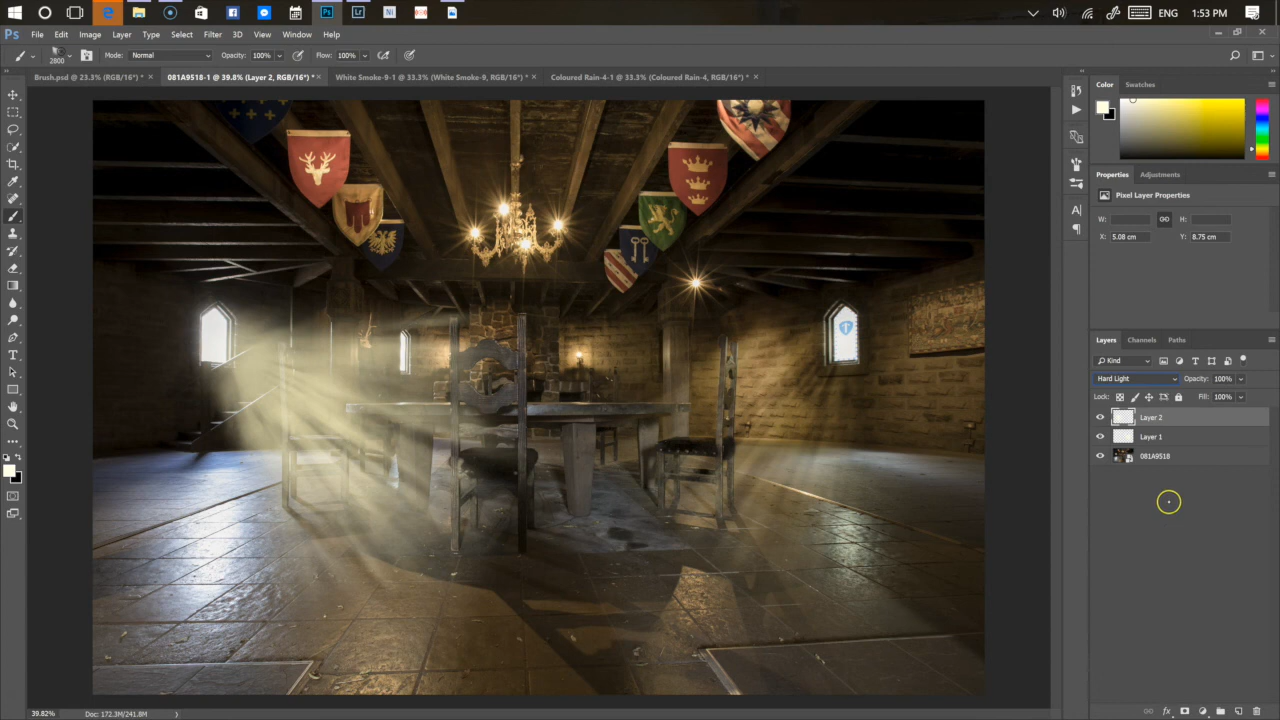 ENG 1:53 PM
Ps File Edit Image Layer Type Select Filter 3D View Window Help
2800 Mode: Normal Opacity: 100% Flow: 100%
Brush.psd @ 23.3% (RGB/16*) * × 081A9518-1 @ 39.8% (Layer 2, RGB/16*) * × White Smoke-9-1 @ 33.3% (White Smoke-9, RGB/16*) * × Coloured Rain-4-1 @ 33.3% (Coloured Rain-4, RGB/16*) * ×
Color Swatches
Properties Adjustments
Pixel Layer Properties
W: H:
X: 5.08 cm Y: 8.75 cm
Layers Channels Paths
Kind
Hard Light Opacity: 100%
Lock: Fill: 100%
Layer 2
Layer 1
081A9518
39.82% Doc: 172.3M/241.8M